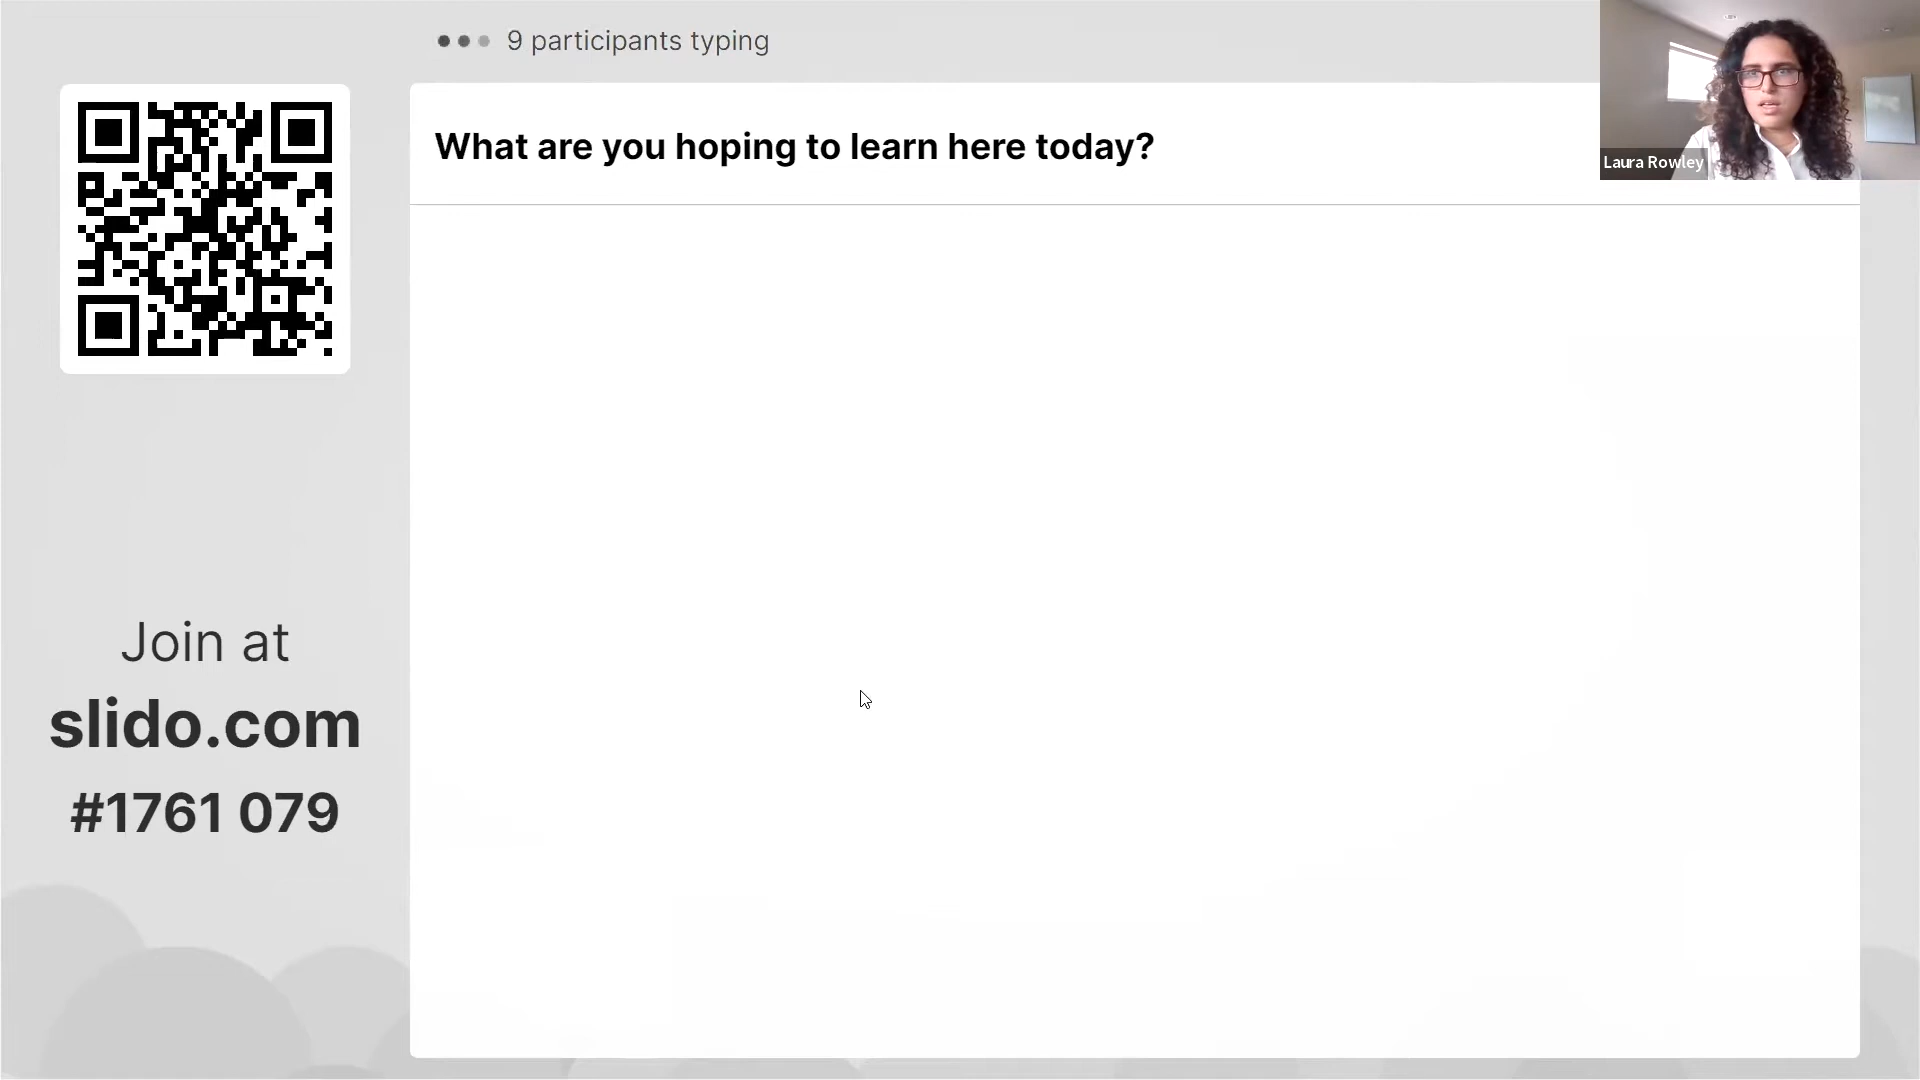 9 participants typing
What are you hoping to learn here today?
Laura Rowley
Join at
slido.com
#1761 079